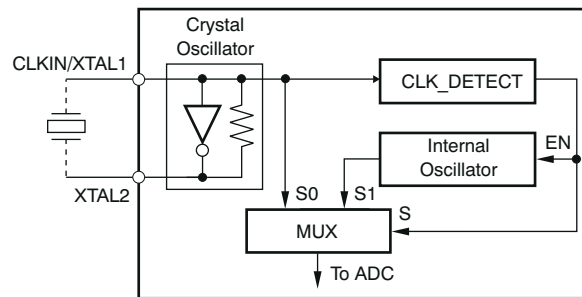 Crystal
Oscillator
CLKIN/XTAL1
CLK_DETECT
Internal
Oscillator
EN
XTAL2
S0
S1
S
MUX
To ADC